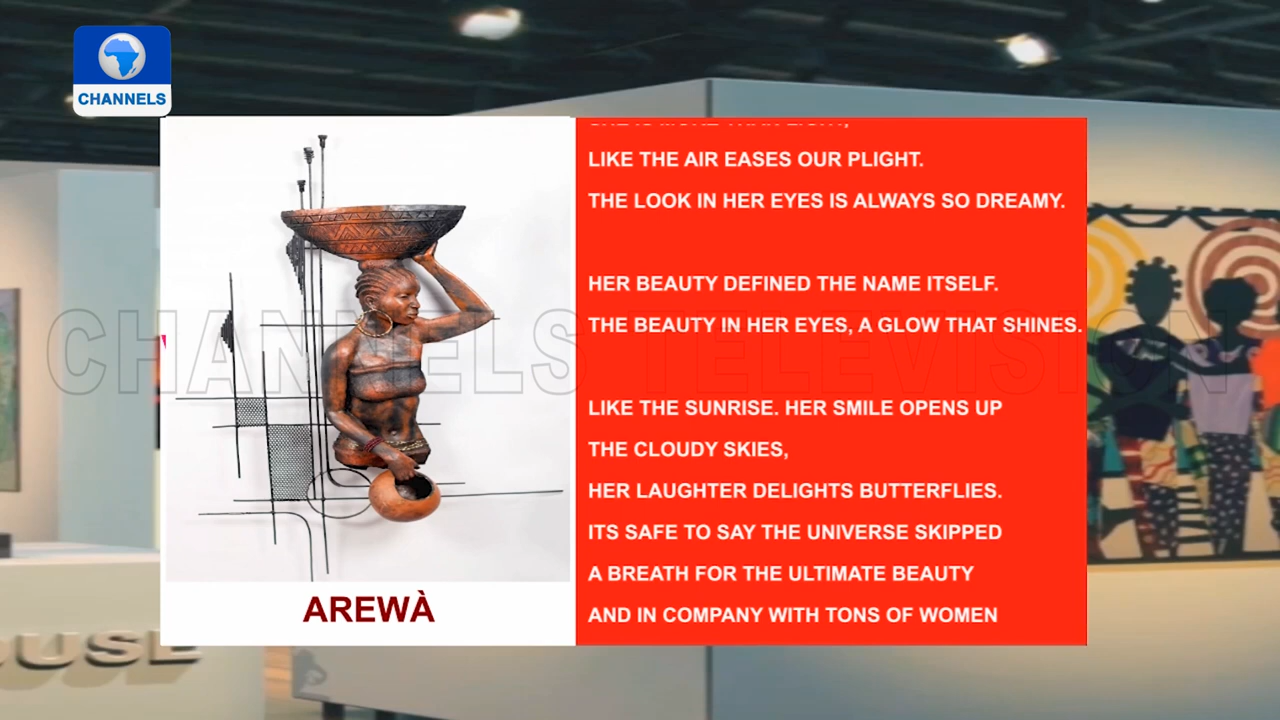 CHANNELS
LIKE THE AIR EASES OUR PLIGHT.
THE LOOK IN HER EYES IS ALWAYS SO DREAMY.
HER BEAUTY DEFINED THE NAME ITSELF.
THE BEAUTY IN HER EYES, A GLOW THAT SHINES.
CHANNELS TELEVISION
LIKE THE SUNRISE. HER SMILE OPENS UP
THE CLOUDY SKIES,
HER LAUGHTER DELIGHTS BUTTERFLIES.
ITS SAFE TO SAY THE UNIVERSE SKIPPED
A BREATH FOR THE ULTIMATE BEAUTY
AND IN COMPANY WITH TONS OF WOMEN
AREWÀ